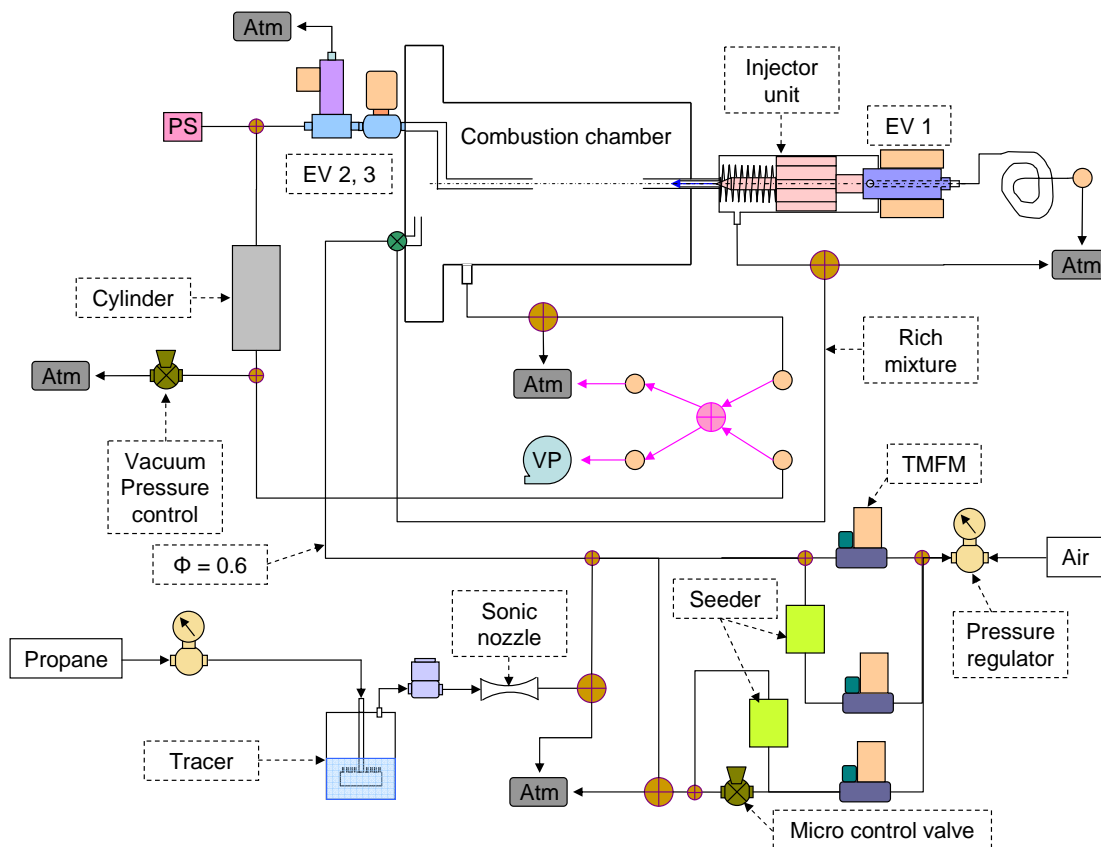 Atm
Injector
unit
PS
Combustion chamber
EV 1
EV 2, 3
Atm
Cylinder
Rich
mixture
Atm
Atm
Vacuum
Pressure
control
VP
TMFM
Φ = 0.6
Air
Seeder
Sonic
nozzle
Pressure
regulator
Propane
Tracer
Atm
Micro control valve